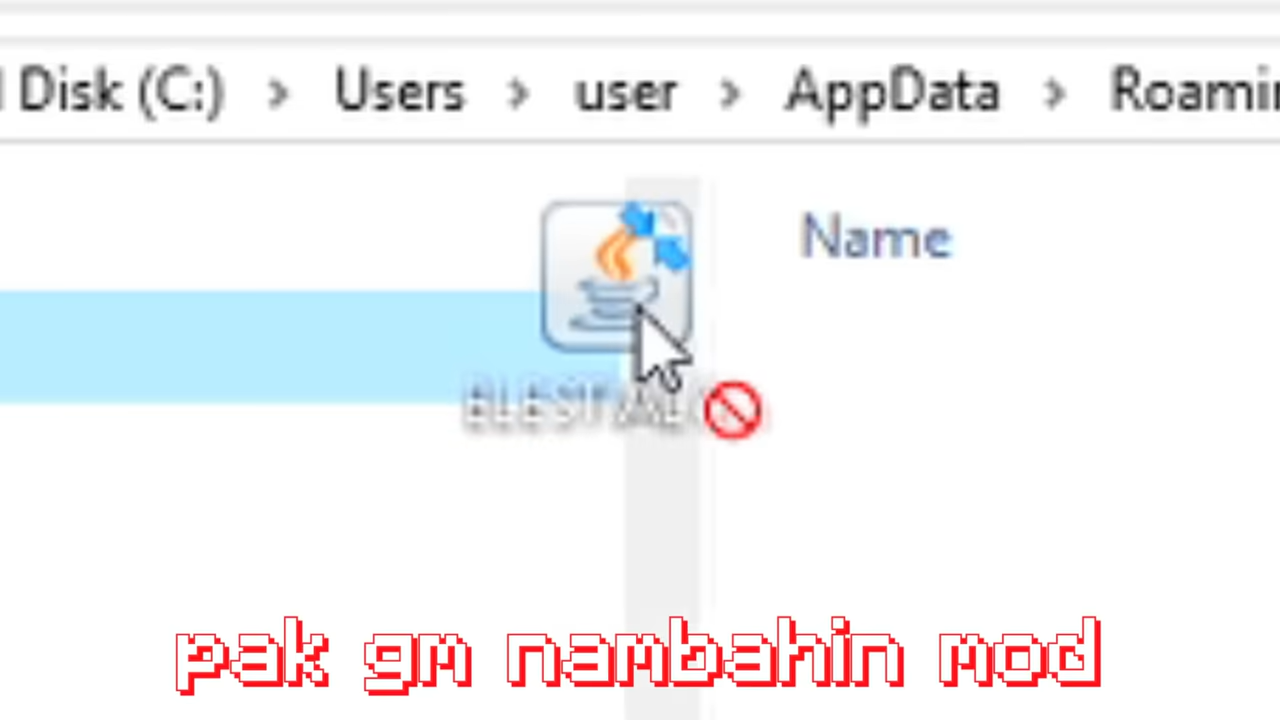 Disk (C:) > Users > user > AppData > Roamin
Name
pak gm nambahin mod